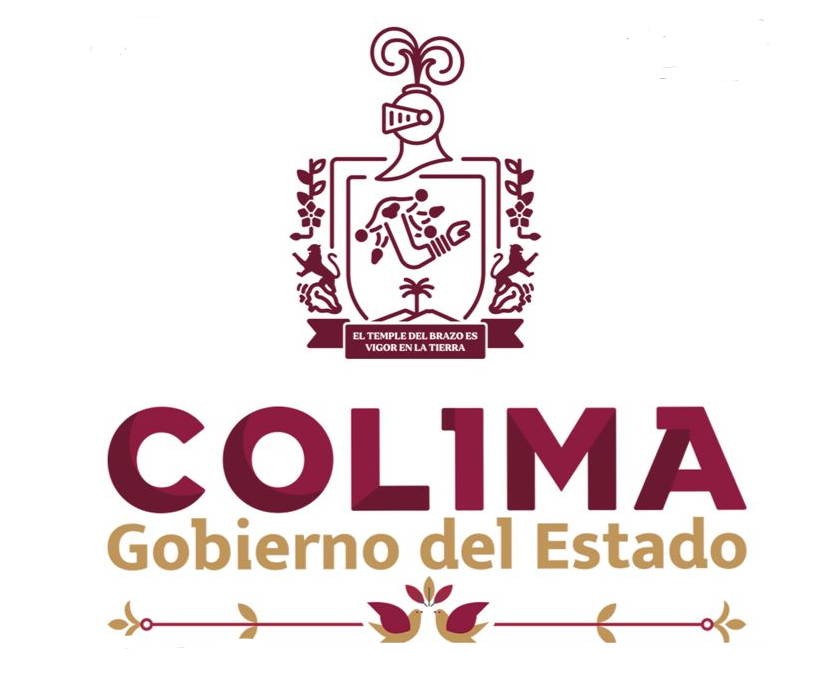 EL TEMPLE DEL BRAZO ES
VIGOR EN LA TIERRA
COLIMA
Gobierno del Estado